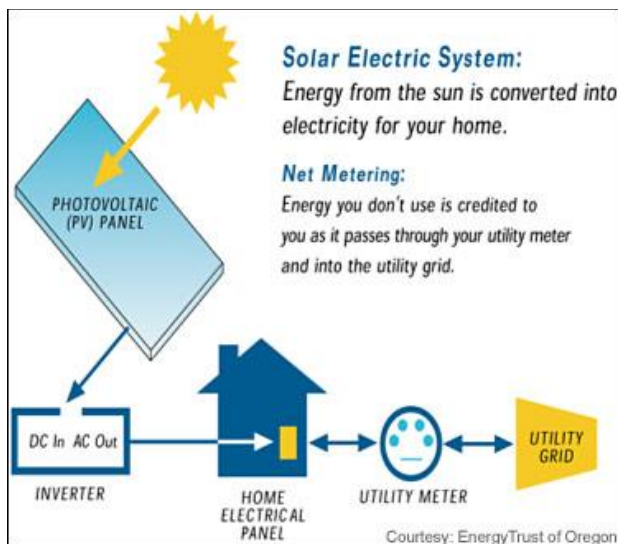 Solar Electric System:
Energy from the sun is converted into
electricity for your home.
Net Metering:
Energy you don't use is credited to
you as it passes through your utility meter
and into the utility grid.
PHOTOVOLTAIC
(PV) PANEL
DC In AC Out
INVERTER
HOME
ELECTRICAL
PANEL
UTILITY METER
UTILITY
GRID
Courtesy: EnergyTrust of Oregon